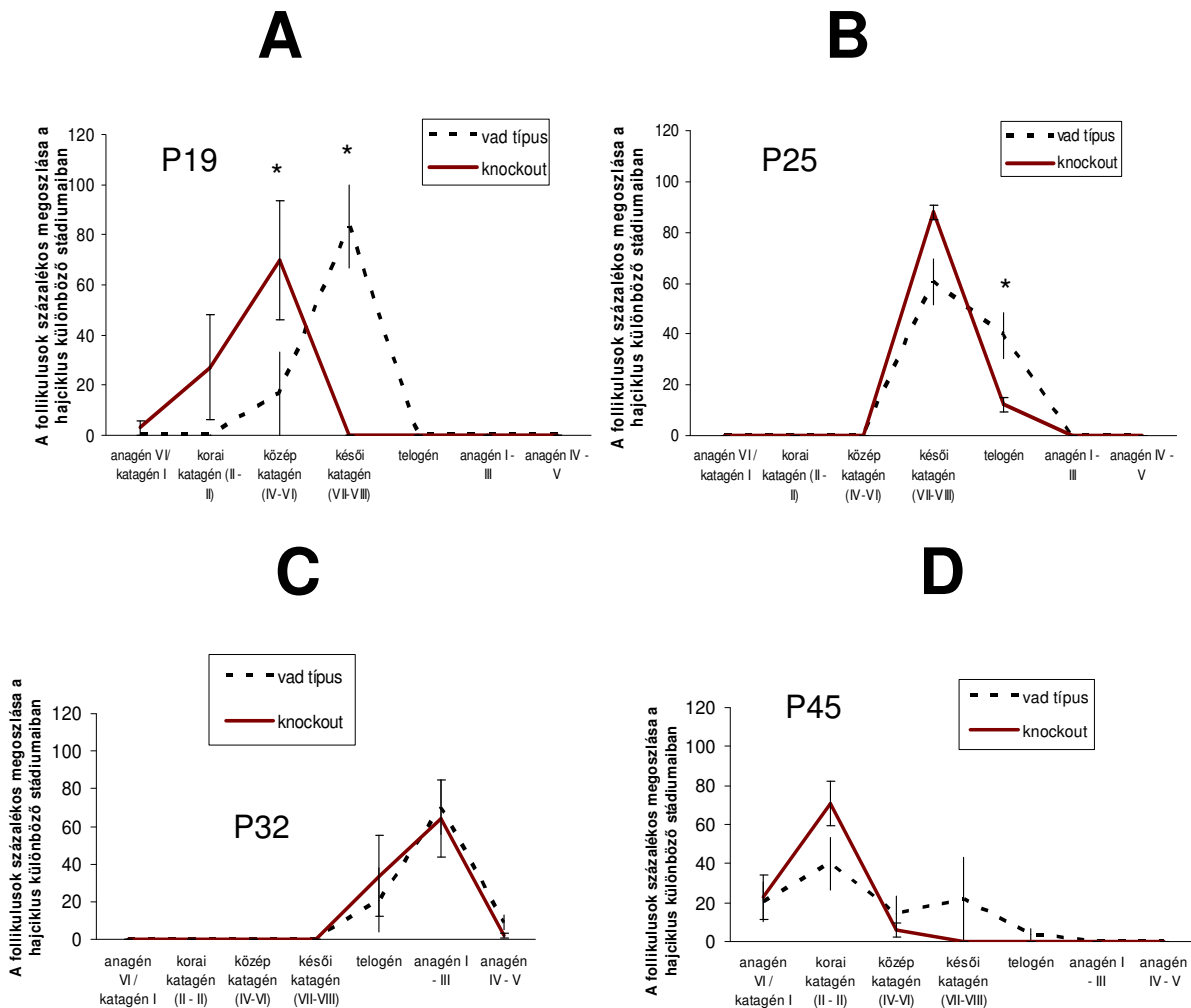 A
A follikulusok százalékos megoszlása a
hajciklus különböző stádiumaiban
120
100
80
60
40
20
0
P19
*
*
vad típus
knockout
anagén VI/
katagén I
korai
katagén (II -
II)
közép
katagén
(IV-VI)
késői
katagén
(VII-VIII)
telogén
anagén I -
III
anagén IV -
V
B
A follikulusok százalékos megoszlása a
hajciklus különböző stádiumaiban
120
100
80
60
40
20
0
P25
*
vad típus
knockout
anagén VI/
katagén I
korai
katagén (II -
II)
közép
katagén
(IV-VI)
késői
katagén
(VII-VIII)
telogén
anagén I -
III
anagén IV -
V
C
A follikulusok százalékos megoszlása a
hajciklus különböző stádiumaiban
120
100
80
60
40
20
0
vad típus
knockout
P32
anagén
VI /
katagén I
korai
katagén
(II - II)
közép
katagén
(IV-VI)
késői
katagén
(VII-VIII)
telogén
anagén I
- III
anagén
IV - V
D
A follikulusok százalékos megoszlása a
hajciklus különböző stádiumaiban
120
100
80
60
40
20
0
P45
vad típus
knockout
anagén
VI /
katagén I
korai
katagén
(II - II)
közép
katagén
(IV-VI)
késői
katagén
(VII-VIII)
telogén
anagén I
- III
anagén
IV - V